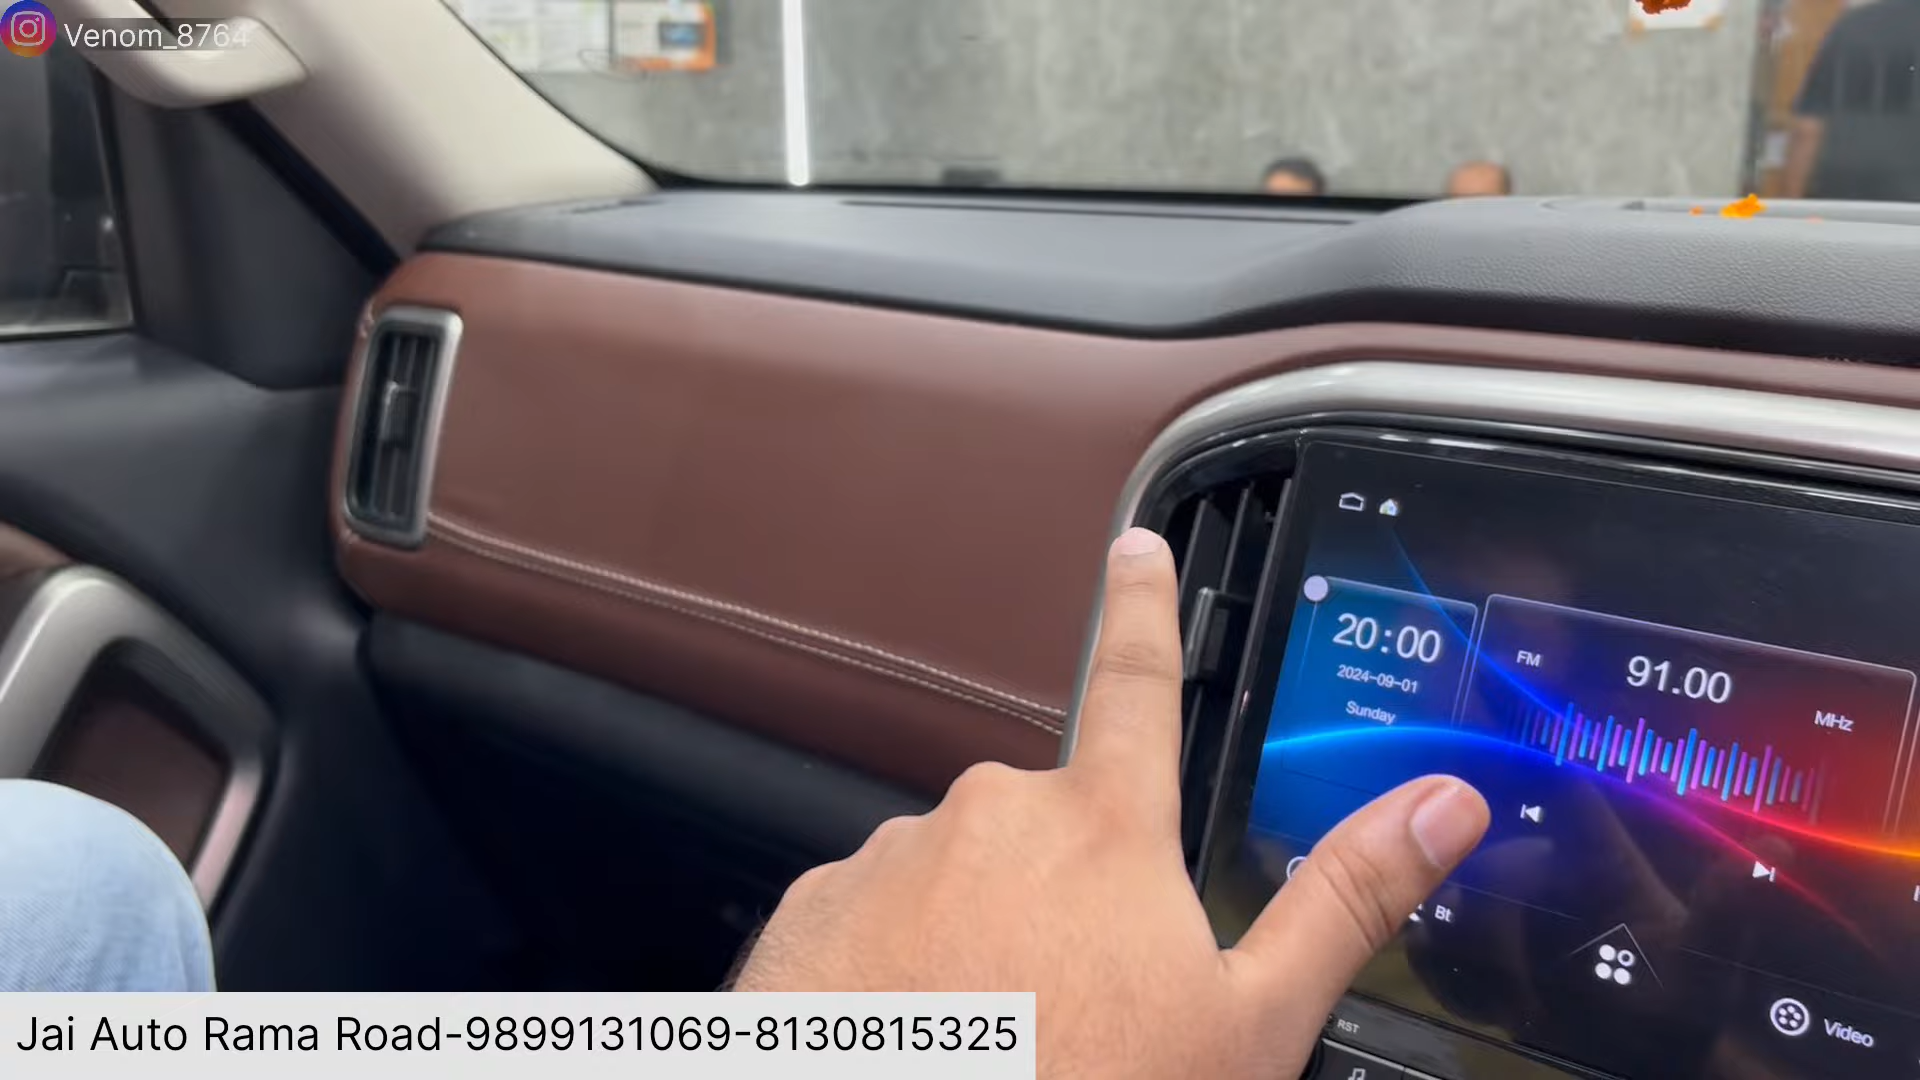 Venom_8764
20:00
2024-09-01
Sunday
FM
91.00
MHz
Bt
Video
RST
Jai Auto Rama Road-9899131069-8130815325